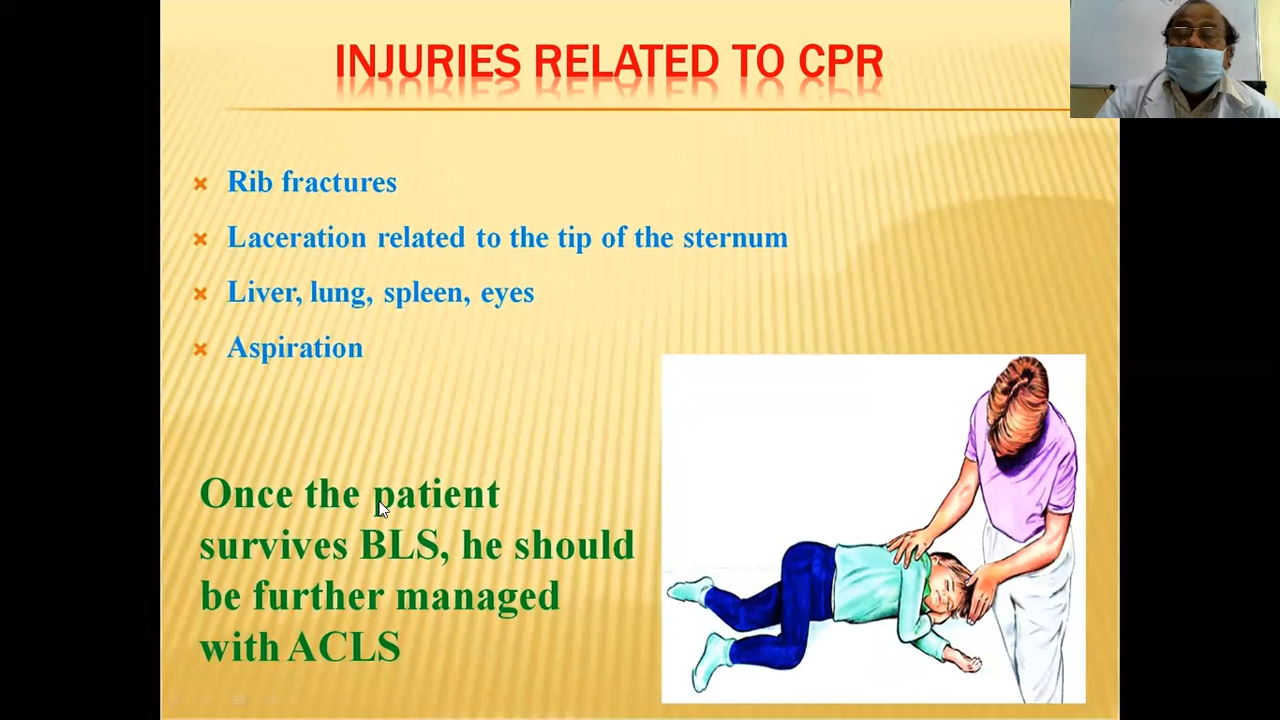 INJURIES RELATED TO CPR
Rib fractures
Laceration related to the tip of the sternum
Liver, lung, spleen, eyes
Aspiration
Once the patient
survives BLS, he should
be further managed
with ACLS